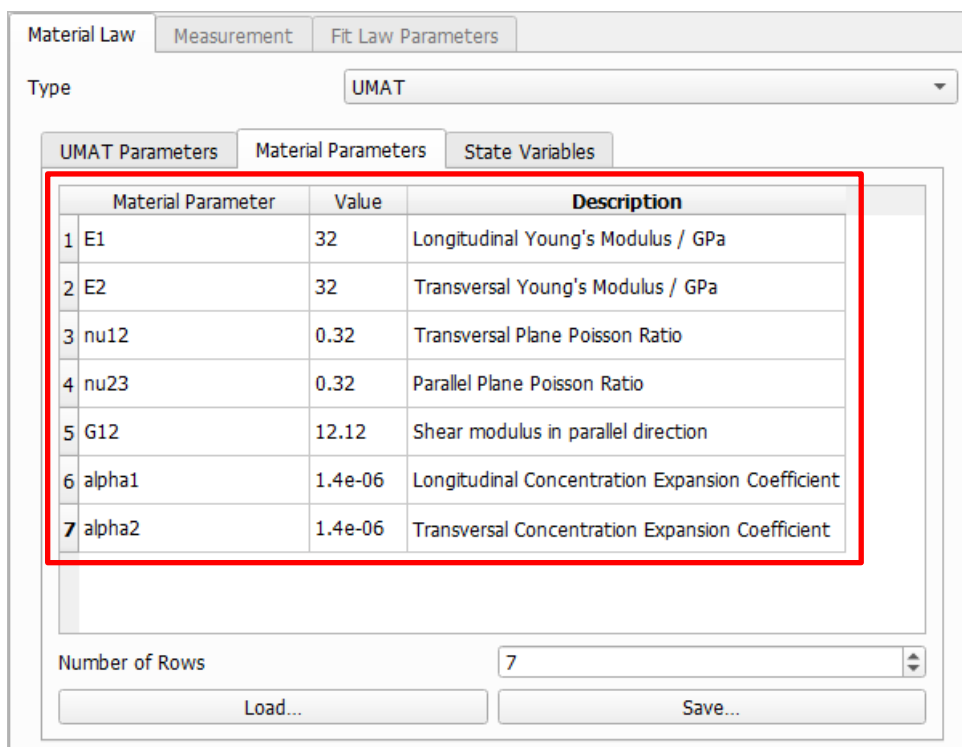 Material Law Measurement Fit Law Parameters
Type UMAT
UMAT Parameters Material Parameters State Variables
Material Parameter Value Description
1 E1 32 Longitudinal Young's Modulus / GPa
2 E2 32 Transversal Young's Modulus / GPa
3 nu12 0.32 Transversal Plane Poisson Ratio
4 nu23 0.32 Parallel Plane Poisson Ratio
5 G12 12.12 Shear modulus in parallel direction
6 alpha1 1.4e-06 Longitudinal Concentration Expansion Coefficient
7 alpha2 1.4e-06 Transversal Concentration Expansion Coefficient
Number of Rows 7
Load... Save...